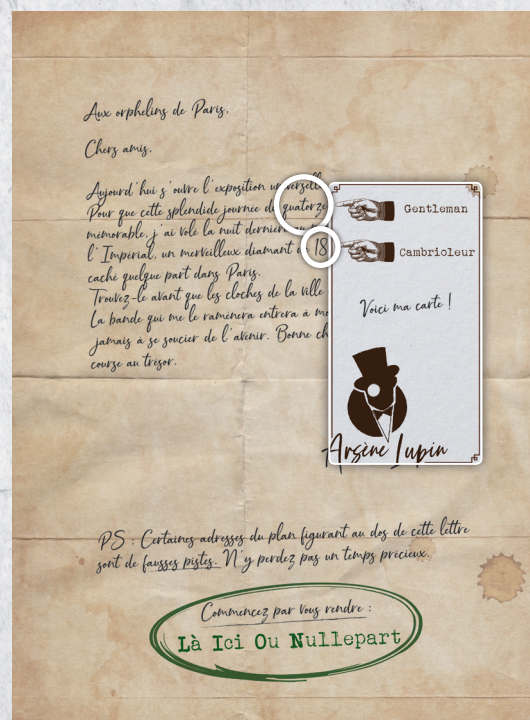 Aux orphelins de Paris,
Chers amis,
Aujourd'hui s'ouvre l'exposition universell
Pour que cette splendide journée de quatorze
mémorable, j'ai volé la nuit dernière au
l'Impérial, un merveilleux diamant de 18
caché quelque part dans Paris.
Trouvez-le avant que les cloches de la ville
La bande qui me le ramènera entrera à
jamais à se soucier de l'avenir. Bonne
course au trésor.
Gentleman
Cambrioleur
Voici ma carte !
Arsène Lupin
PS : Certaines adresses du plan figurant au dos de cette lettre
sont de fausses pistes. N'y perdez pas un temps précieux.
Commencez par vous rendre :
Là Ici Ou Nullepart